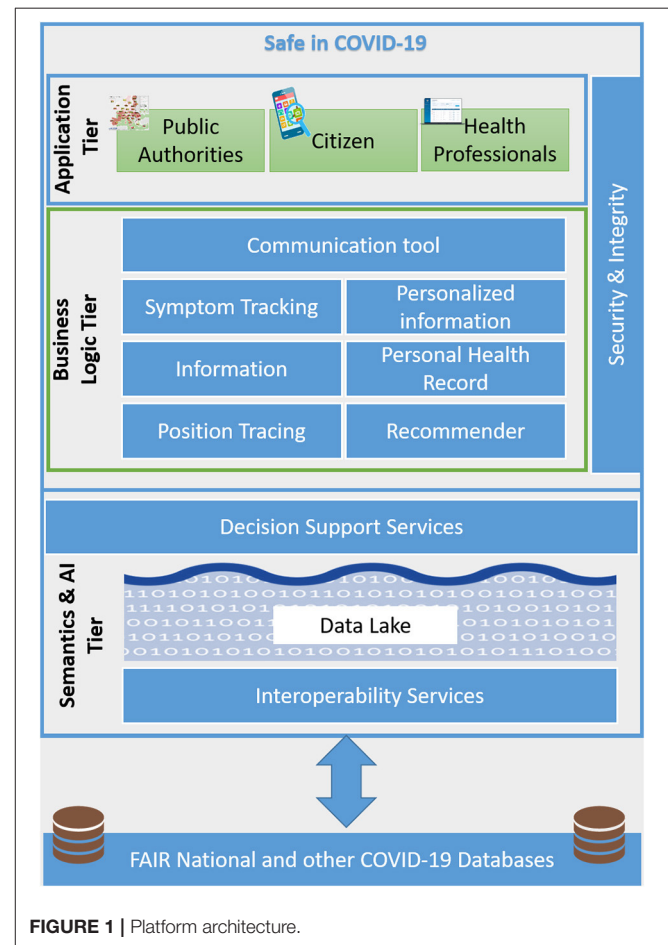 Safe in COVID-19
Application
Tier
Public
Authorities
Citizen
Health
Professionals
Security & Integrity
Business
Logic Tier
Communication tool
Symptom Tracking
Personalized
information
Information
Personal Health
Record
Position Tracing
Recommender
Semantics & AI
Tier
Decision Support Services
Data Lake
Interoperability Services
FAIR National and other COVID-19 Databases
FIGURE 1 | Platform architecture.